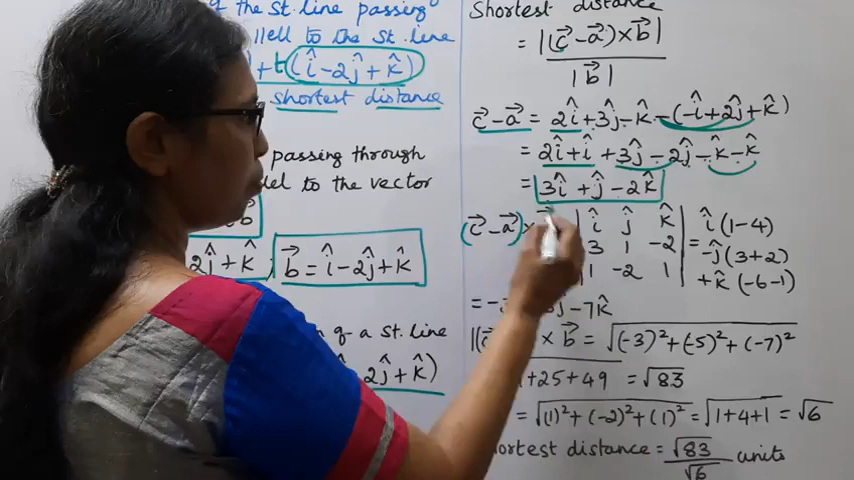 of the st.line passing
llel to the st.line
+ t(î-2ĵ+k̂)
shortest distance
passing through
to the vector
b
2ĵ+k̂
b⃗ = î-2ĵ+k̂
of a st.line
2ĵ+k̂)
Shortest distance
= |(c⃗-a⃗)×b⃗|
|b⃗|
c⃗-a⃗ = 2î+3ĵ-k̂-(-î+2ĵ+k̂)
= 2î+î+3ĵ-2ĵ-k̂-k̂
= 3î+ĵ-2k̂
(c⃗-a⃗)× | î ĵ k̂ | = î(1-4)
3 1 -2 -ĵ(3+2)
1 -2 1 +k̂(-6-1)
= -3 ĵ-7k̂
|(c × b⃗ = √(-3)²+(-5)²+(-7)²
+25+49 = √83
= √(1)²+(-2)²+(1)² = √1+4+1 = √6
shortest distance = √83 units
√6